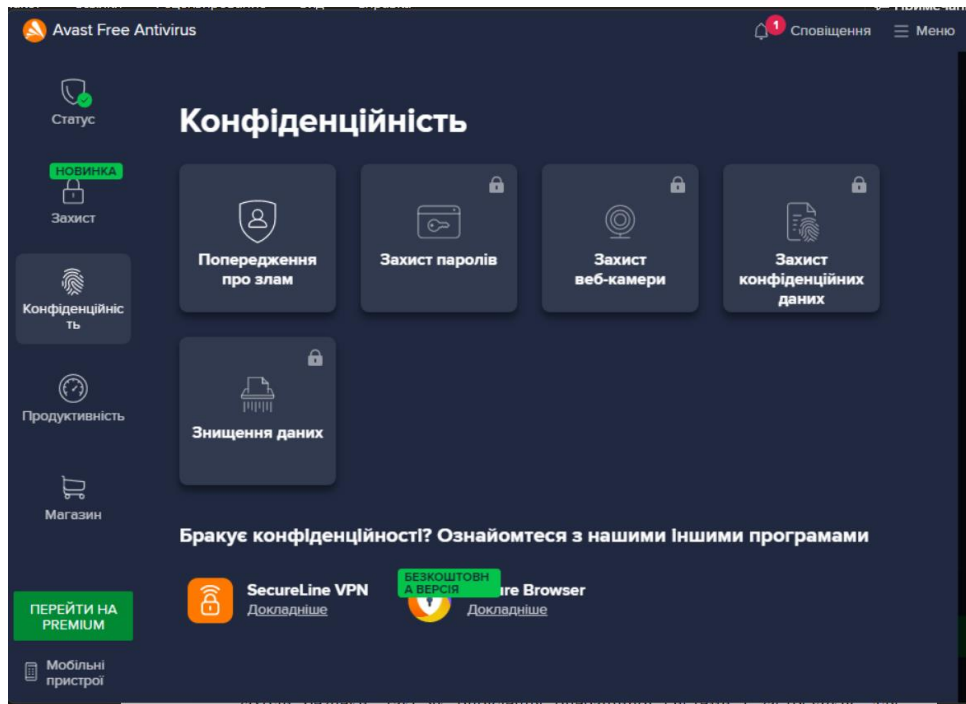 Avast Free Antivirus
1
Сповіщення
Меню
Статус
НОВИНКА
Захист
Конфіденційніс
ть
Продуктивність
Магазин
ПЕРЕЙТИ НА
PREMIUM
Мобільні
пристрої
Конфіденційність
Попередження
про злам
Захист паролів
Захист
веб-камери
Захист
конфіденційних
даних
Знищення даних
Бракує конфіденційності? Ознайомтеся з нашими іншими програмами
SecureLine VPN
Докладніше
БЕЗКОШТОВН
А ВЕРСІЯ
ure Browser
Докладніше